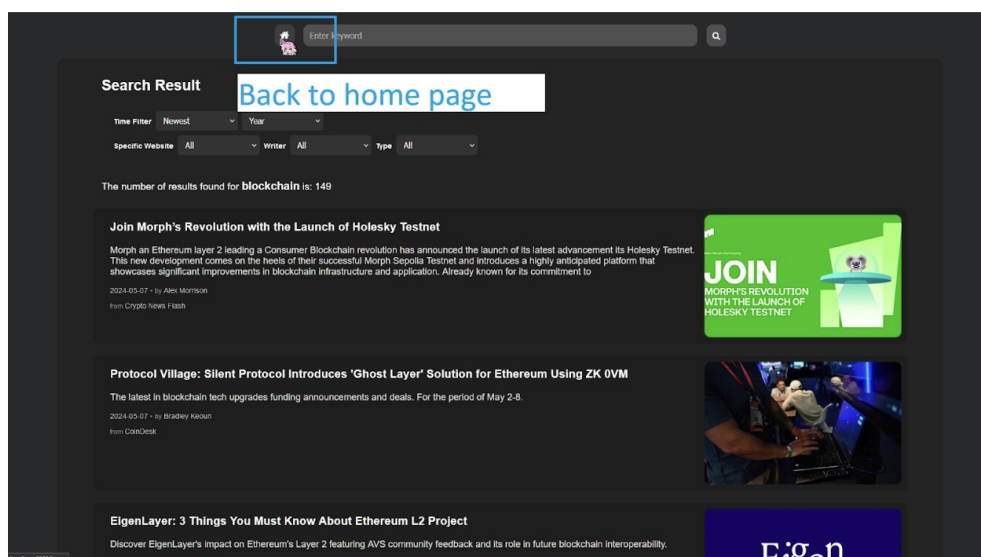 Enter keyword
Search Result
Back to home page
Time Filter Newest Year
Specific Website All Writer All Type All
The number of results found for blockchain is: 149
Join Morph's Revolution with the Launch of Holesky Testnet
Morph an Ethereum layer 2 leading a Consumer Blockchain revolution has announced the launch of its latest advancement its Holesky Testnet.
This new development comes on the heels of their successful Morph Sepolia Testnet and introduces a highly anticipated platform that
showcases significant improvements in blockchain infrastructure and application. Already known for its commitment to
2024-05-07 • by Alex Morrison
from Crypto News Flash
JOIN
MORPH'S REVOLUTION
WITH THE LAUNCH OF
HOLESKY TESTNET
Protocol Village: Silent Protocol Introduces 'Ghost Layer' Solution for Ethereum Using ZK 0VM
The latest in blockchain tech upgrades funding announcements and deals. For the period of May 2-8.
2024-05-07 • by Bradley Keoun
from CoinDesk
EigenLayer: 3 Things You Must Know About Ethereum L2 Project
Discover EigenLayer's impact on Ethereum's Layer 2 featuring AVS community feedback and its role in future blockchain interoperability.
Eigen